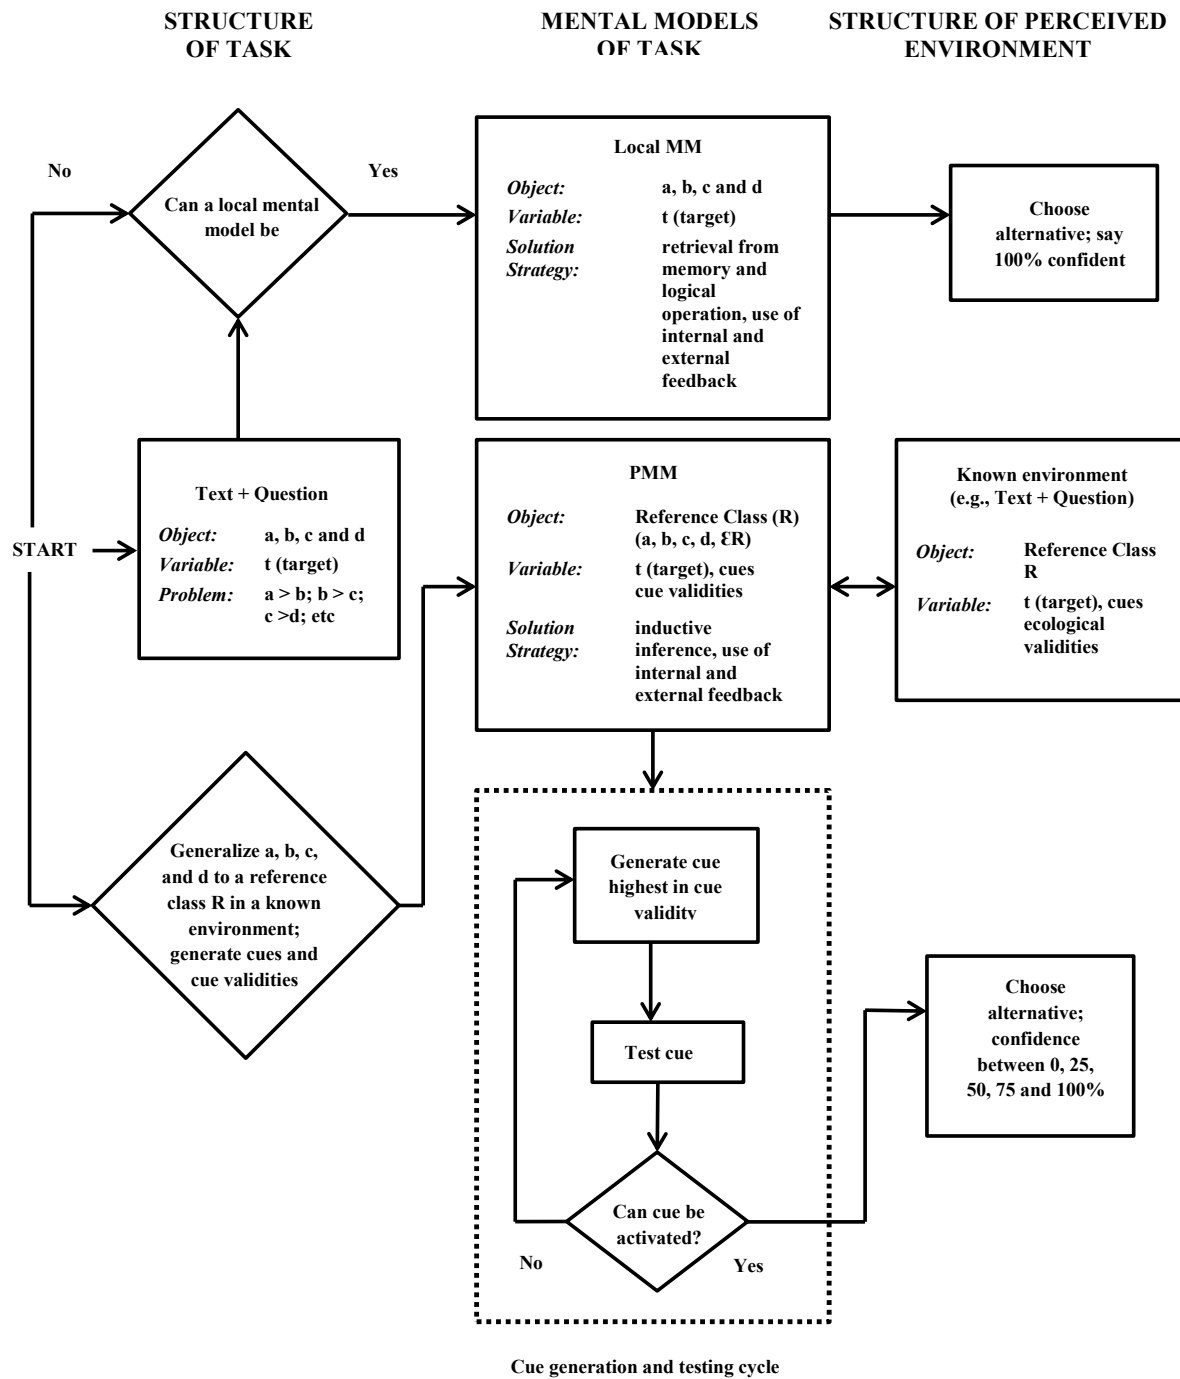 STRUCTURE
OF TASK
MENTAL MODELS
OF TASK
STRUCTURE OF PERCEIVED
ENVIRONMENT
No
Yes
Can a local mental
model be
Local MM
Object: a, b, c and d
Variable: t (target)
Solution retrieval from
Strategy: memory and
logical
operation, use of
internal and
external
feedback
Choose
alternative; say
100% confident
START
Text + Question
Object: a, b, c and d
Variable: t (target)
Problem: a > b; b > c;
c >d; etc
PMM
Object: Reference Class (R)
(a, b, c, d, ƐR)
Variable: t (target), cues
cue validities
Solution inductive
Strategy: inference, use of
internal and
external feedback
Known environment
(e.g., Text + Question)
Object: Reference Class
R
Variable: t (target), cues
ecological
validities
Generalize a, b, c,
and d to a reference
class R in a known
environment;
generate cues and
cue validities
Generate cue
highest in cue
validity
Test cue
Can cue be
activated?
No
Yes
Choose
alternative;
confidence
between 0, 25,
50, 75 and 100%
Cue generation and testing cycle